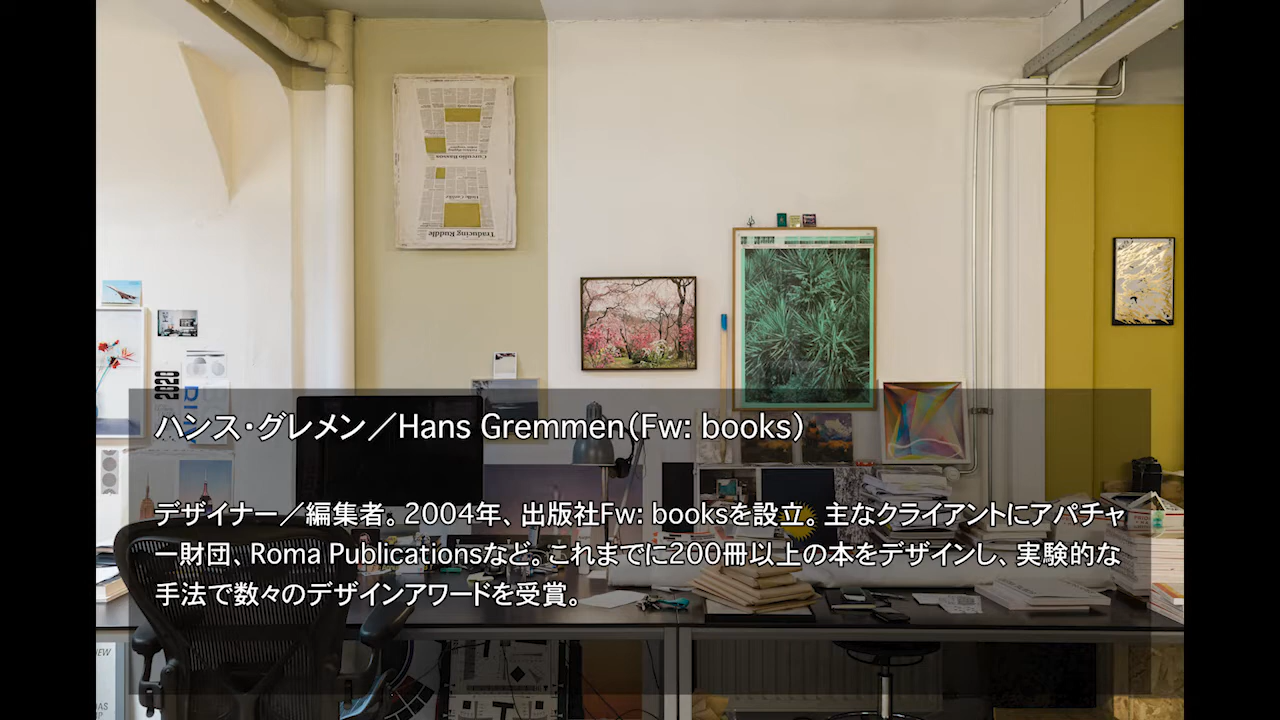 Traducing Ruddle
2020
ハンス・グレメン／Hans Gremmen（Fw: books）
デザイナー／編集者。2004年、出版社Fw: booksを設立。主なクライアントにアパチャ
ー財団、Roma Publicationsなど。これまでに200冊以上の本をデザインし、実験的な
手法で数々のデザインアワードを受賞。